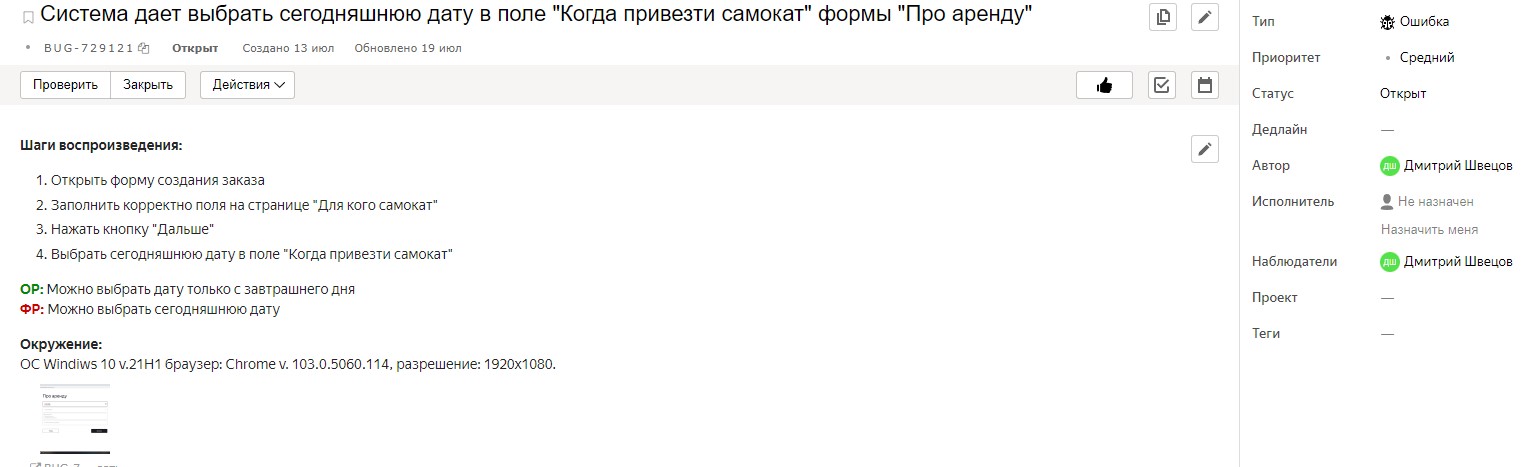 Система дает выбрать сегодняшнюю дату в поле "Когда привезти самокат" формы "Про аренду"
BUG-729121 Открыт Создано 13 июл Обновлено 19 июл
Проверить Закрыть Действия
Шаги воспроизведения:
1. Открыть форму создания заказа
2. Заполнить корректно поля на странице "Для кого самокат"
3. Нажать кнопку "Дальше"
4. Выбрать сегодняшнюю дату в поле "Когда привезти самокат"
ОР: Можно выбрать дату только с завтрашнего дня
ФР: Можно выбрать сегодняшнюю дату
Окружение:
ОС Windiws 10 v.21H1 браузер: Chrome v. 103.0.5060.114, разрешение: 1920x1080.
Про аренду
Тип Ошибка
Приоритет Средний
Статус Открыт
Дедлайн —
Автор ДШ Дмитрий Швецов
Исполнитель Не назначен
Назначить меня
Наблюдатели ДШ Дмитрий Швецов
Проект —
Теги —